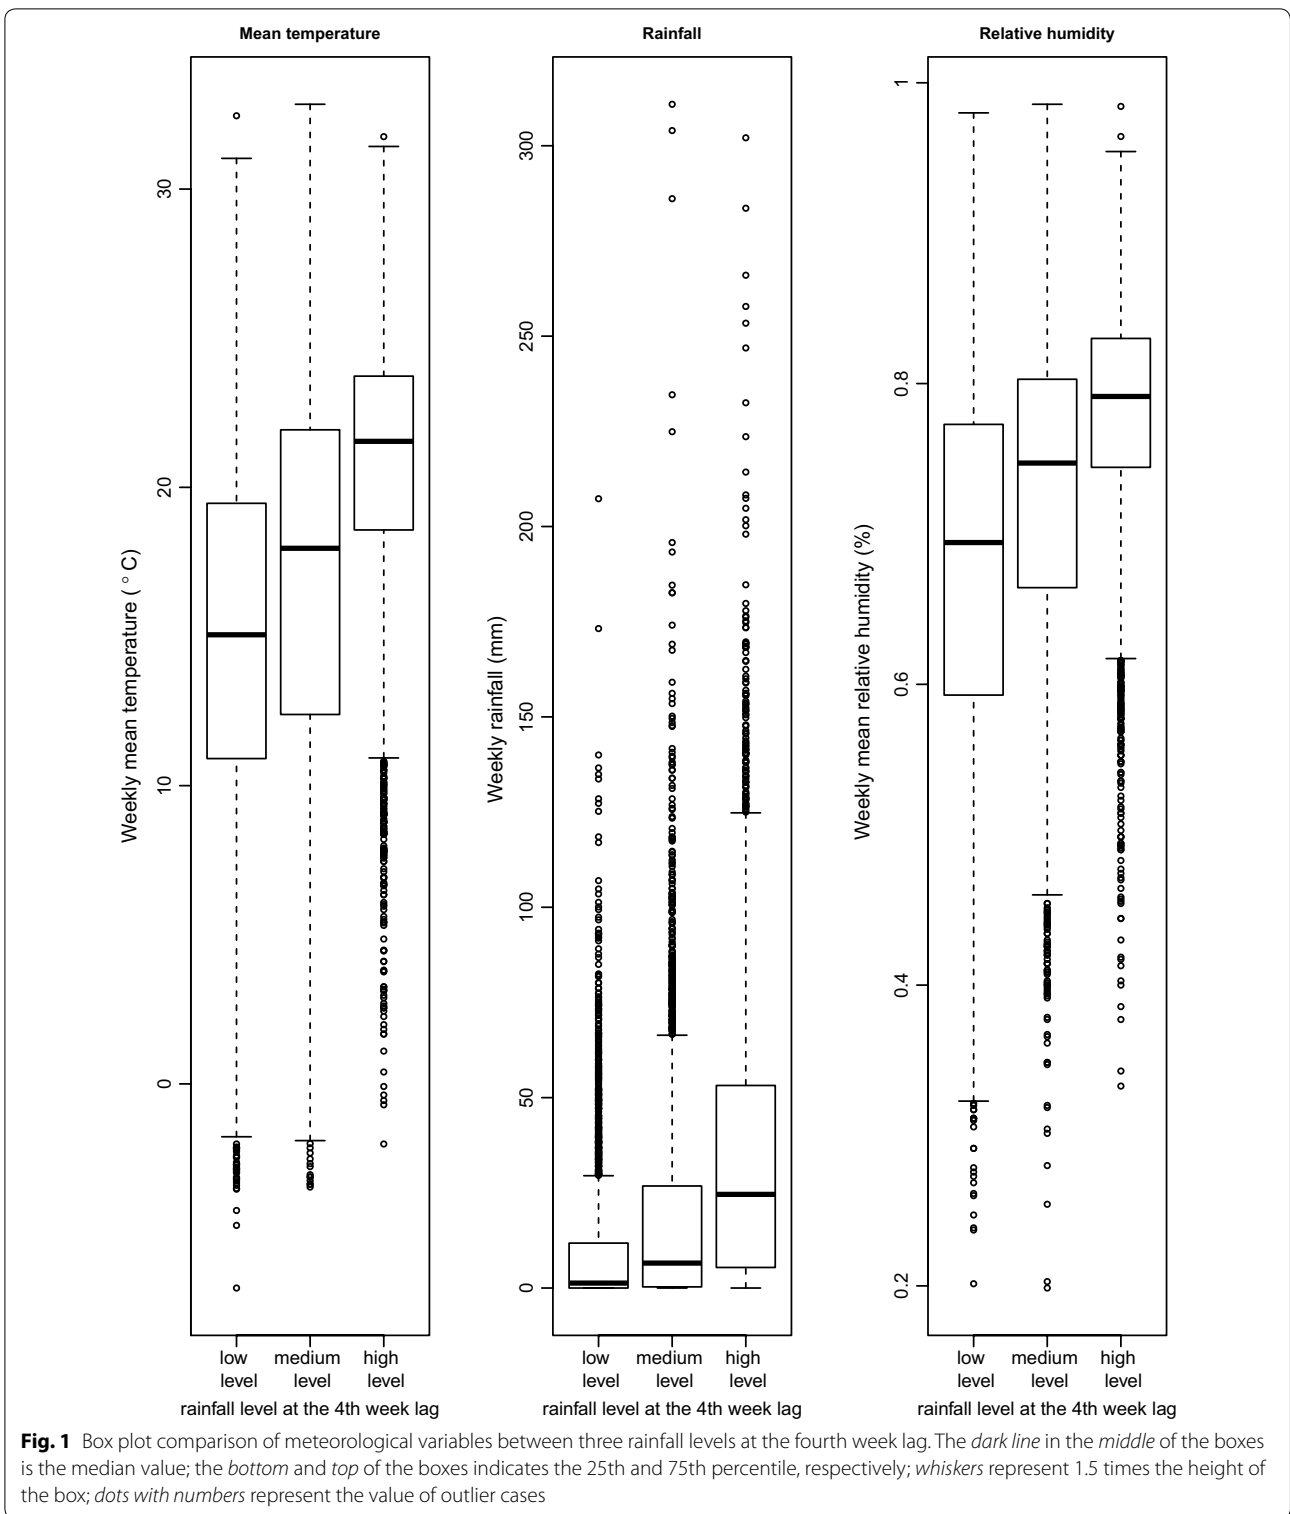 Mean temperature
Rainfall
Relative humidity
Weekly mean temperature ( ° C)
30
20
10
0
low level
medium level
high level
rainfall level at the 4th week lag
Weekly rainfall (mm)
300
250
200
150
100
50
0
low level
medium level
high level
rainfall level at the 4th week lag
Weekly mean relative humidity (%)
1
0.8
0.6
0.4
0.2
low level
medium level
high level
rainfall level at the 4th week lag
Fig. 1 Box plot comparison of meteorological variables between three rainfall levels at the fourth week lag. The dark line in the middle of the boxes
is the median value; the bottom and top of the boxes indicates the 25th and 75th percentile, respectively; whiskers represent 1.5 times the height of
the box; dots with numbers represent the value of outlier cases